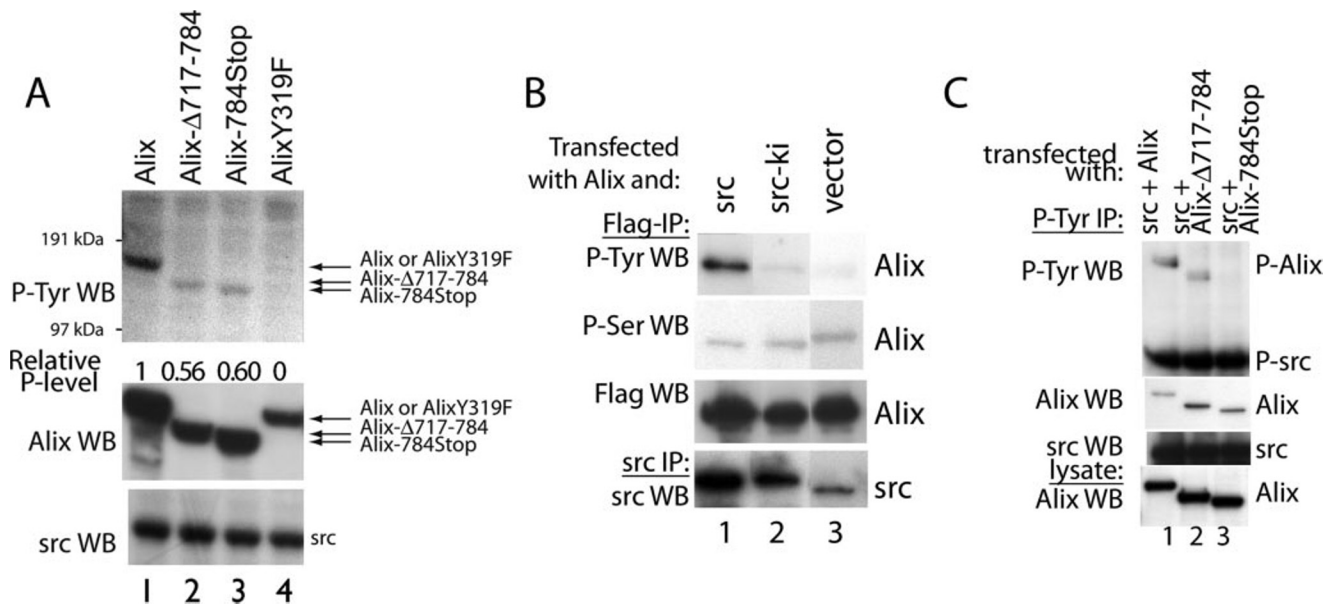 A
Alix
Alix-Δ717-784
Alix-784Stop
AlixY319F
191 kDa
P-Tyr WB
97 kDa
Alix or AlixY319F
Alix-Δ717-784
Alix-784Stop
Relative
P-level
1 0.56 0.60 0
Alix WB
Alix or AlixY319F
Alix-Δ717-784
Alix-784Stop
src WB
src
1 2 3 4
B
Transfected
with Alix and:
src
src-ki
vector
Flag-IP:
P-Tyr WB
Alix
P-Ser WB
Alix
Flag WB
Alix
src IP:
src WB
src
1 2 3
C
transfected
with:
src + Alix
src +
Alix-Δ717-784
src +
Alix-784Stop
P-Tyr IP:
P-Tyr WB
P-Alix
P-src
Alix WB
Alix
src WB
src
lysate:
Alix WB
Alix
1 2 3